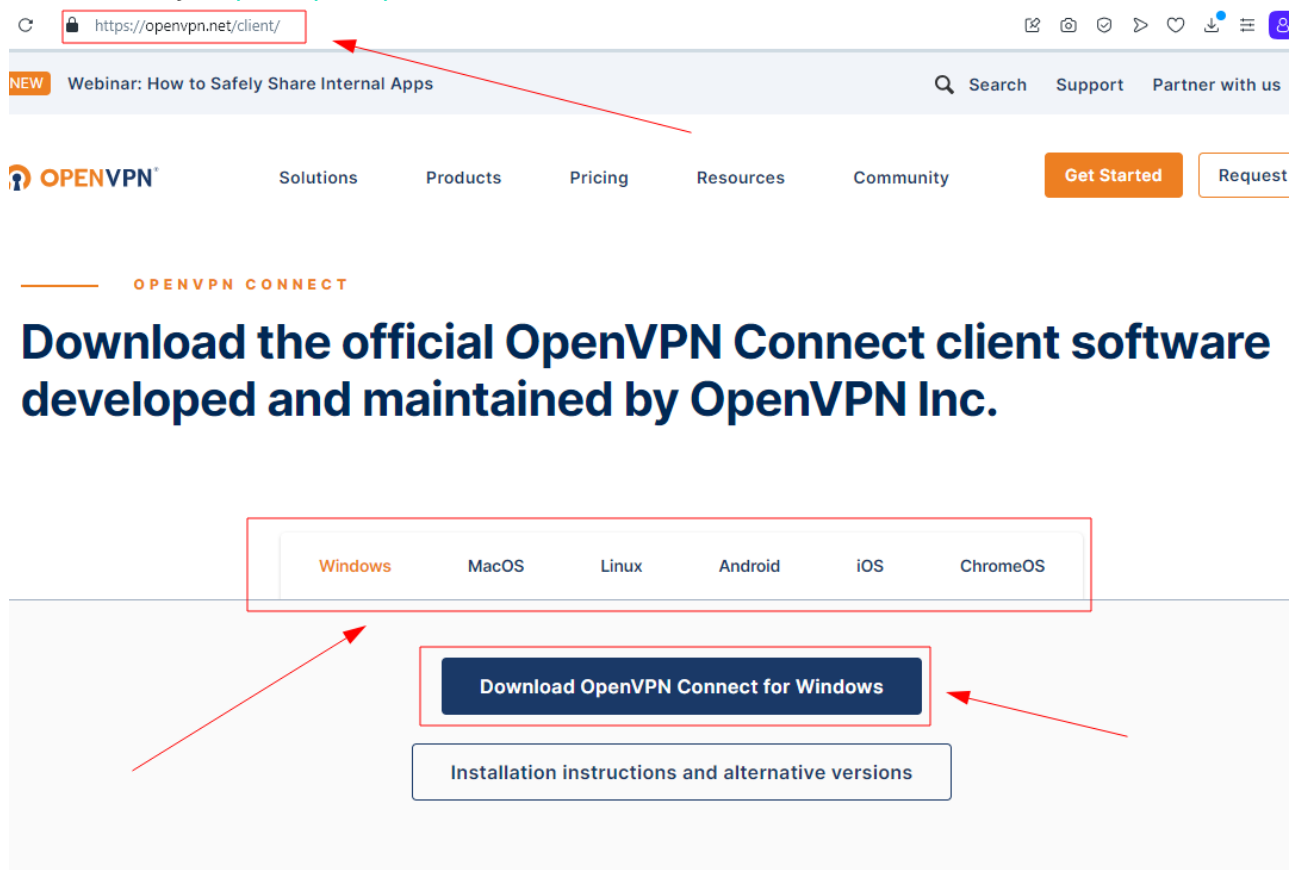 https://openvpn.net/client/
NEW Webinar: How to Safely Share Internal Apps Search Support Partner with us
OPENVPN® Solutions Products Pricing Resources Community Get Started Request
OPENVPN CONNECT
Download the official OpenVPN Connect client software
developed and maintained by OpenVPN Inc.
Windows MacOS Linux Android iOS ChromeOS
Download OpenVPN Connect for Windows
Installation instructions and alternative versions